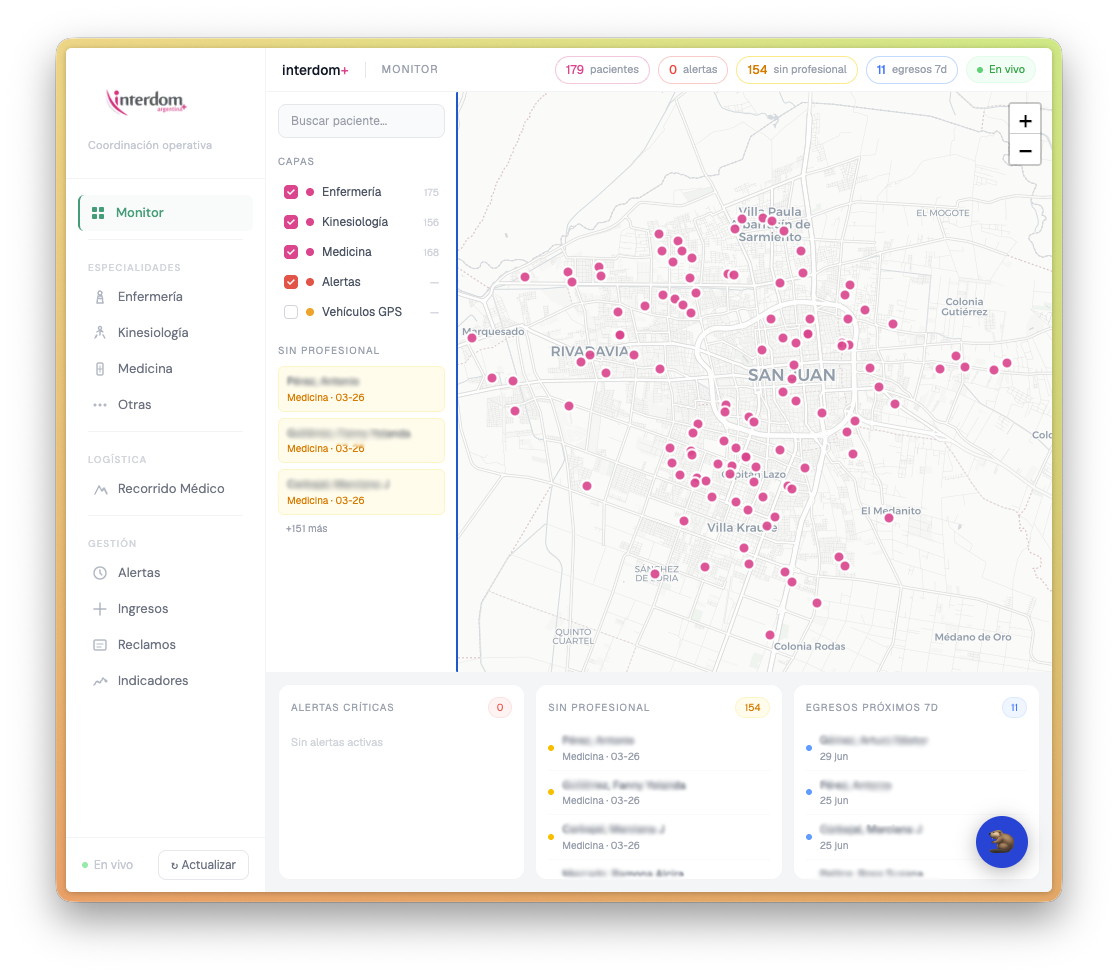 interdom
argentina
Coordinación operativa
Monitor
ESPECIALIDADES
Enfermería
Kinesiología
Medicina
Otras
LOGÍSTICA
Recorrido Médico
GESTIÓN
Alertas
Ingresos
Reclamos
Indicadores
En vivo
↻ Actualizar
interdom+
MONITOR
179 pacientes
0 alertas
154 sin profesional
11 egresos 7d
En vivo
Buscar paciente...
CAPAS
Enfermería 175
Kinesiología 156
Medicina 168
Alertas —
Vehículos GPS —
SIN PROFESIONAL
Medicina · 03-26
Medicina · 03-26
Medicina · 03-26
+151 más
+
−
Villa Paula
Albarracín de
Sarmiento
EL MOGOTE
Colonia
Gutiérrez
Marquesado
RIVADAVIA
SAN JUAN
Colo
Capitán Lazo
El Medanito
Villa Krause
SÁNCHEZ
DE LORIA
QUINTO
CUARTEL
Colonia Rodas
Médano de Oro
ALERTAS CRÍTICAS 0
Sin alertas activas
SIN PROFESIONAL 154
Medicina · 03-26
Medicina · 03-26
Medicina · 03-26
EGRESOS PRÓXIMOS 7D 11
29 jun
25 jun
25 jun